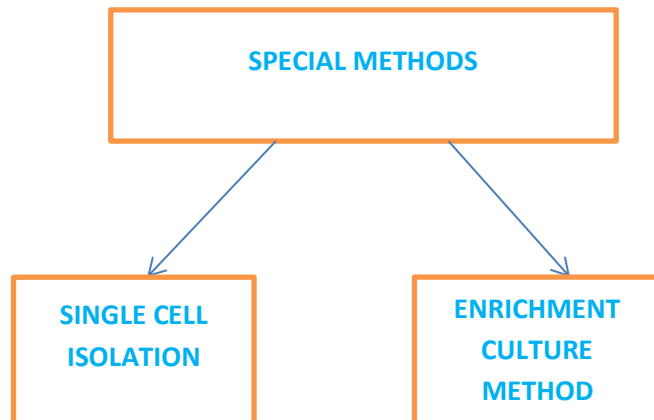 SPECIAL METHODS
SINGLE CELL
ISOLATION
ENRICHMENT
CULTURE
METHOD